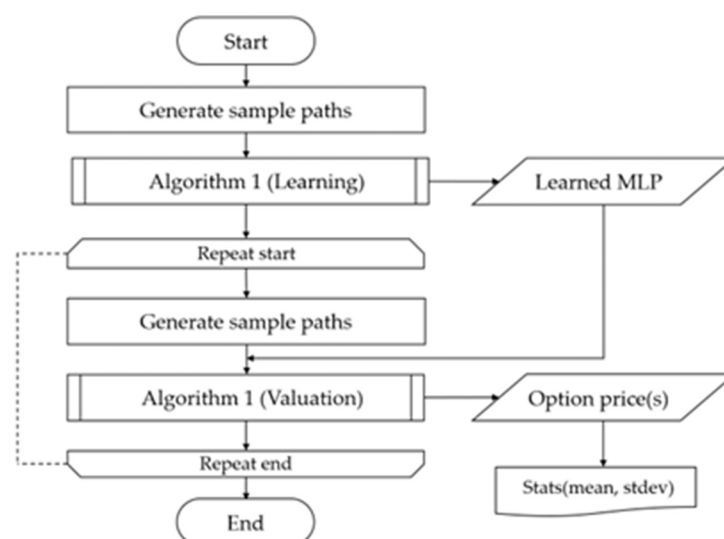 Start
Generate sample paths
Algorithm 1 (Learning)
Learned MLP
Repeat start
Generate sample paths
Algorithm 1 (Valuation)
Option price(s)
Repeat end
Stats(mean, stdev)
End